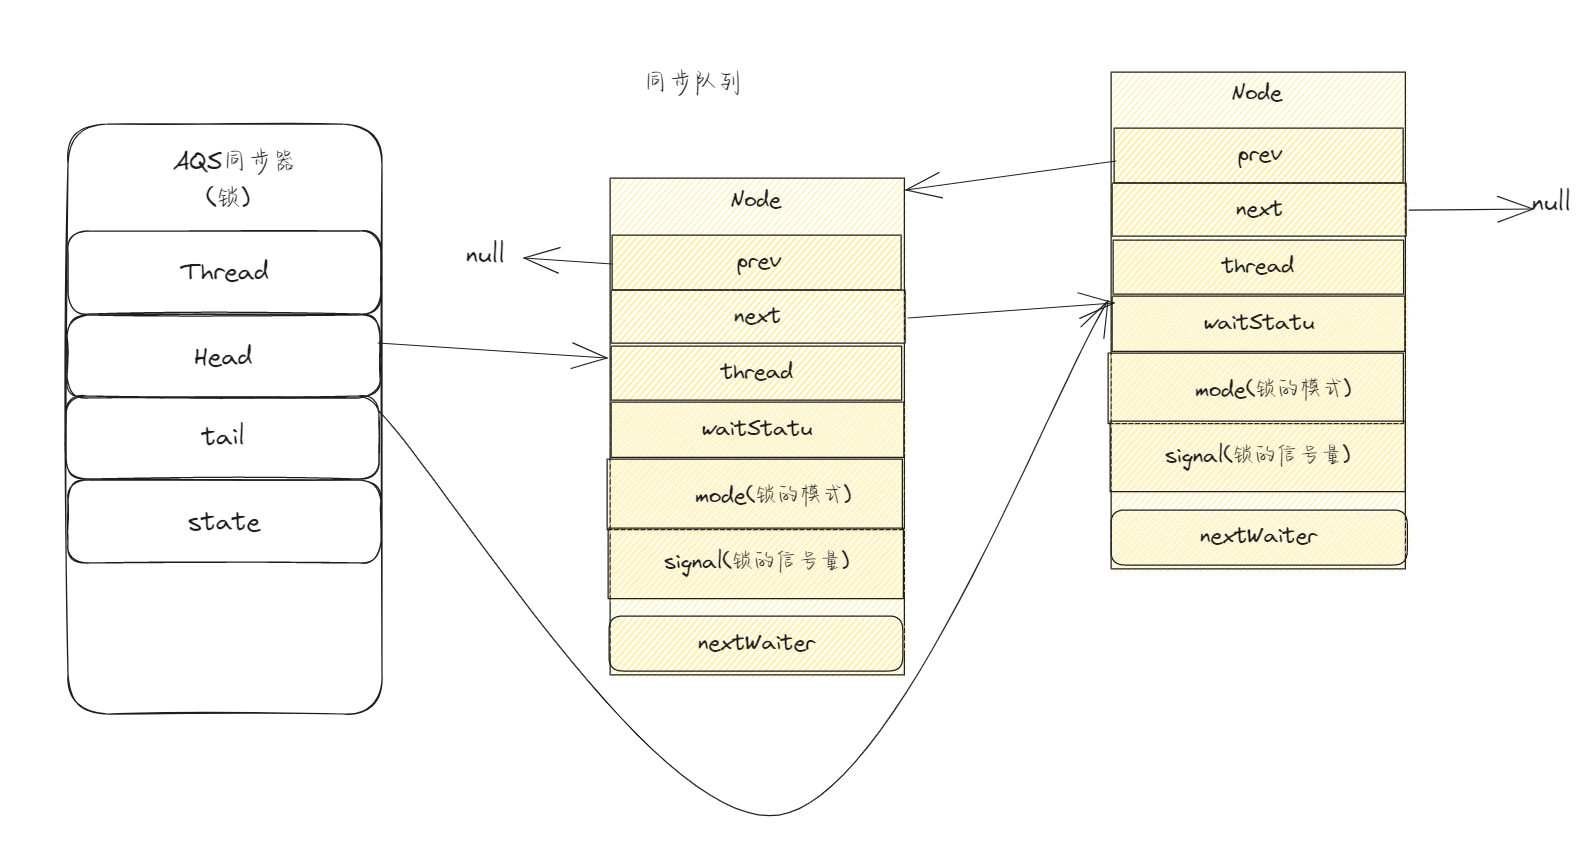 同步队列
AQS同步器
(锁)
Thread
Head
tail
state
null
Node
prev
next
thread
waitStatu
mode(锁的模式)
signal(锁的信号量)
nextWaiter
Node
prev
next
thread
waitStatu
mode(锁的模式)
signal(锁的信号量)
nextWaiter
null